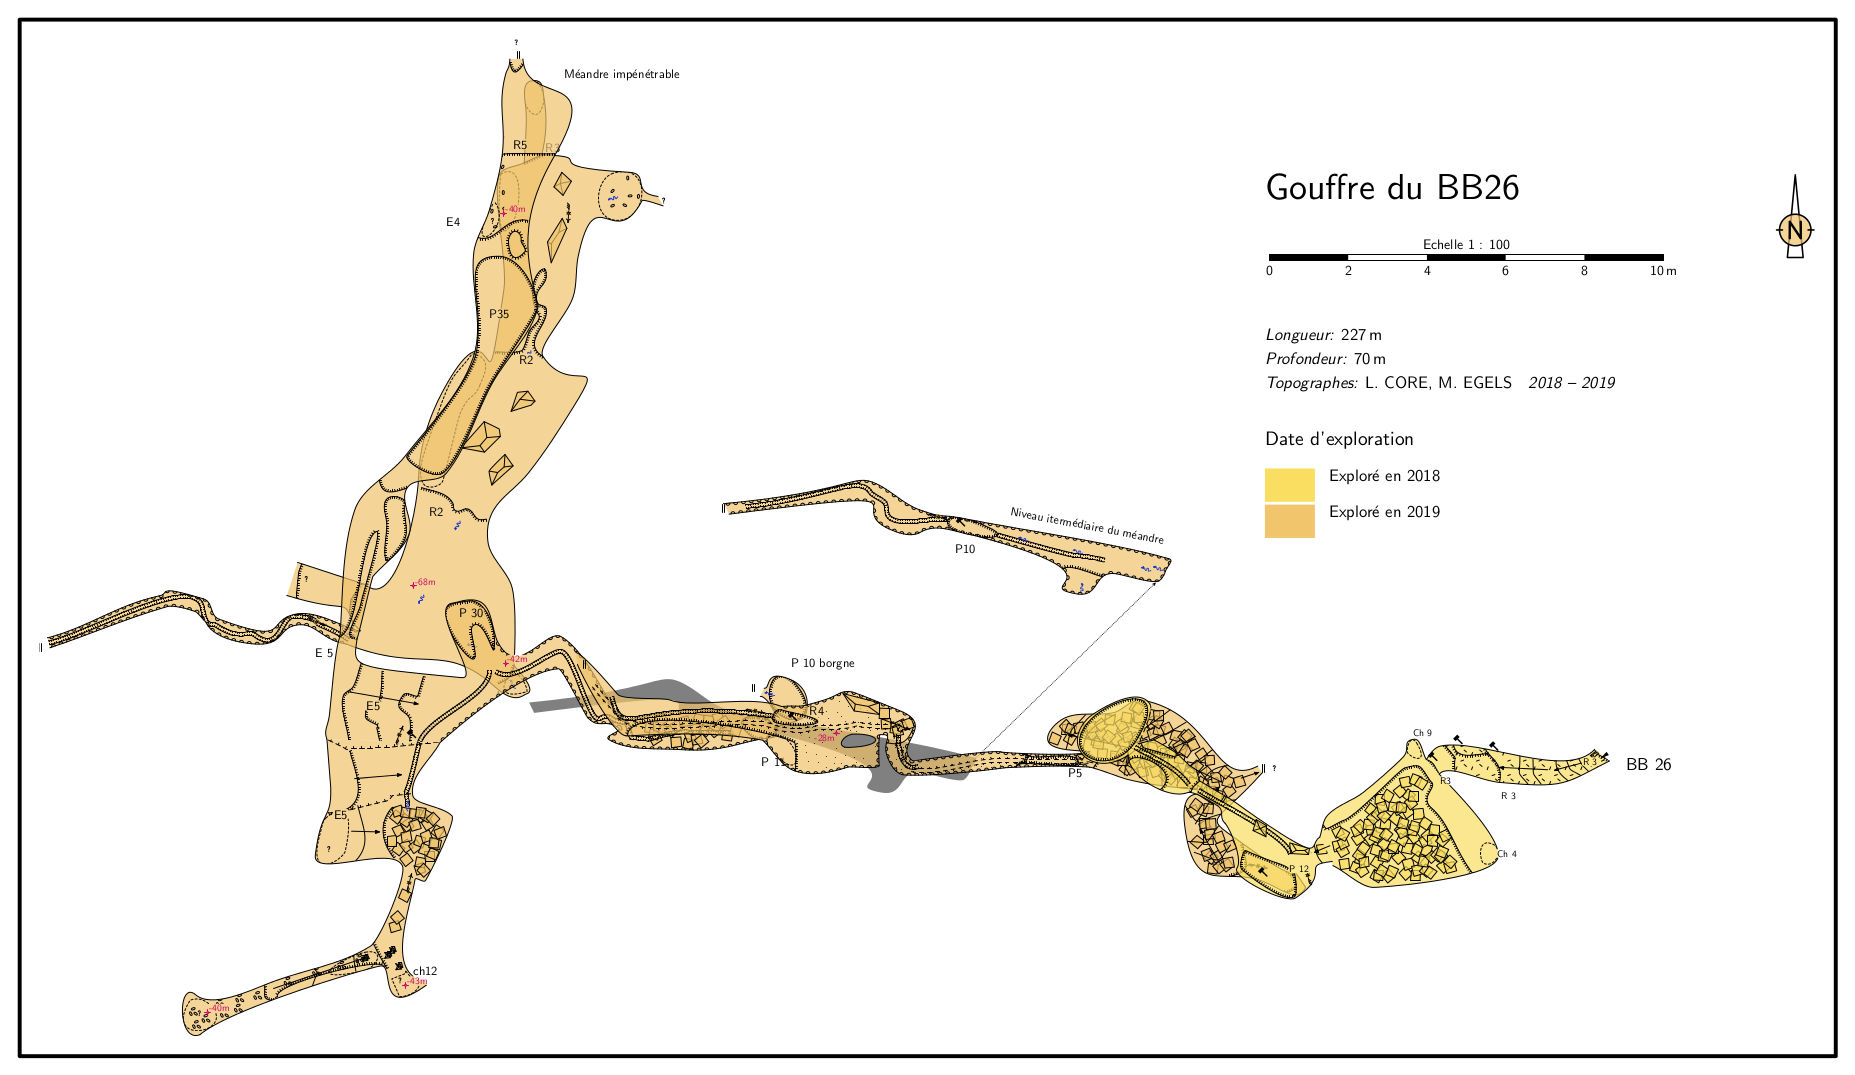 ?
Méandre impénétrable
R5
R3
-40m
?
E4
?
P35
R2
R2
-68m
?
P 30
E 5
-42m
E5
E5
?
ch12
?
-43m
-40m
?
Niveau itermédiaire du méandre
P10
P 10 borgne
R4
-28m
P 11
P5
?
P 12
Ch 9
R3
R 3
R 3
Ch 4
BB 26
Gouffre du BB26
N
Echelle 1 : 100
0 2 4 6 8 10 m
Longueur: 227 m
Profondeur: 70 m
Topographes: L. CORE, M. EGELS 2018 – 2019
Date d'exploration
Exploré en 2018
Exploré en 2019